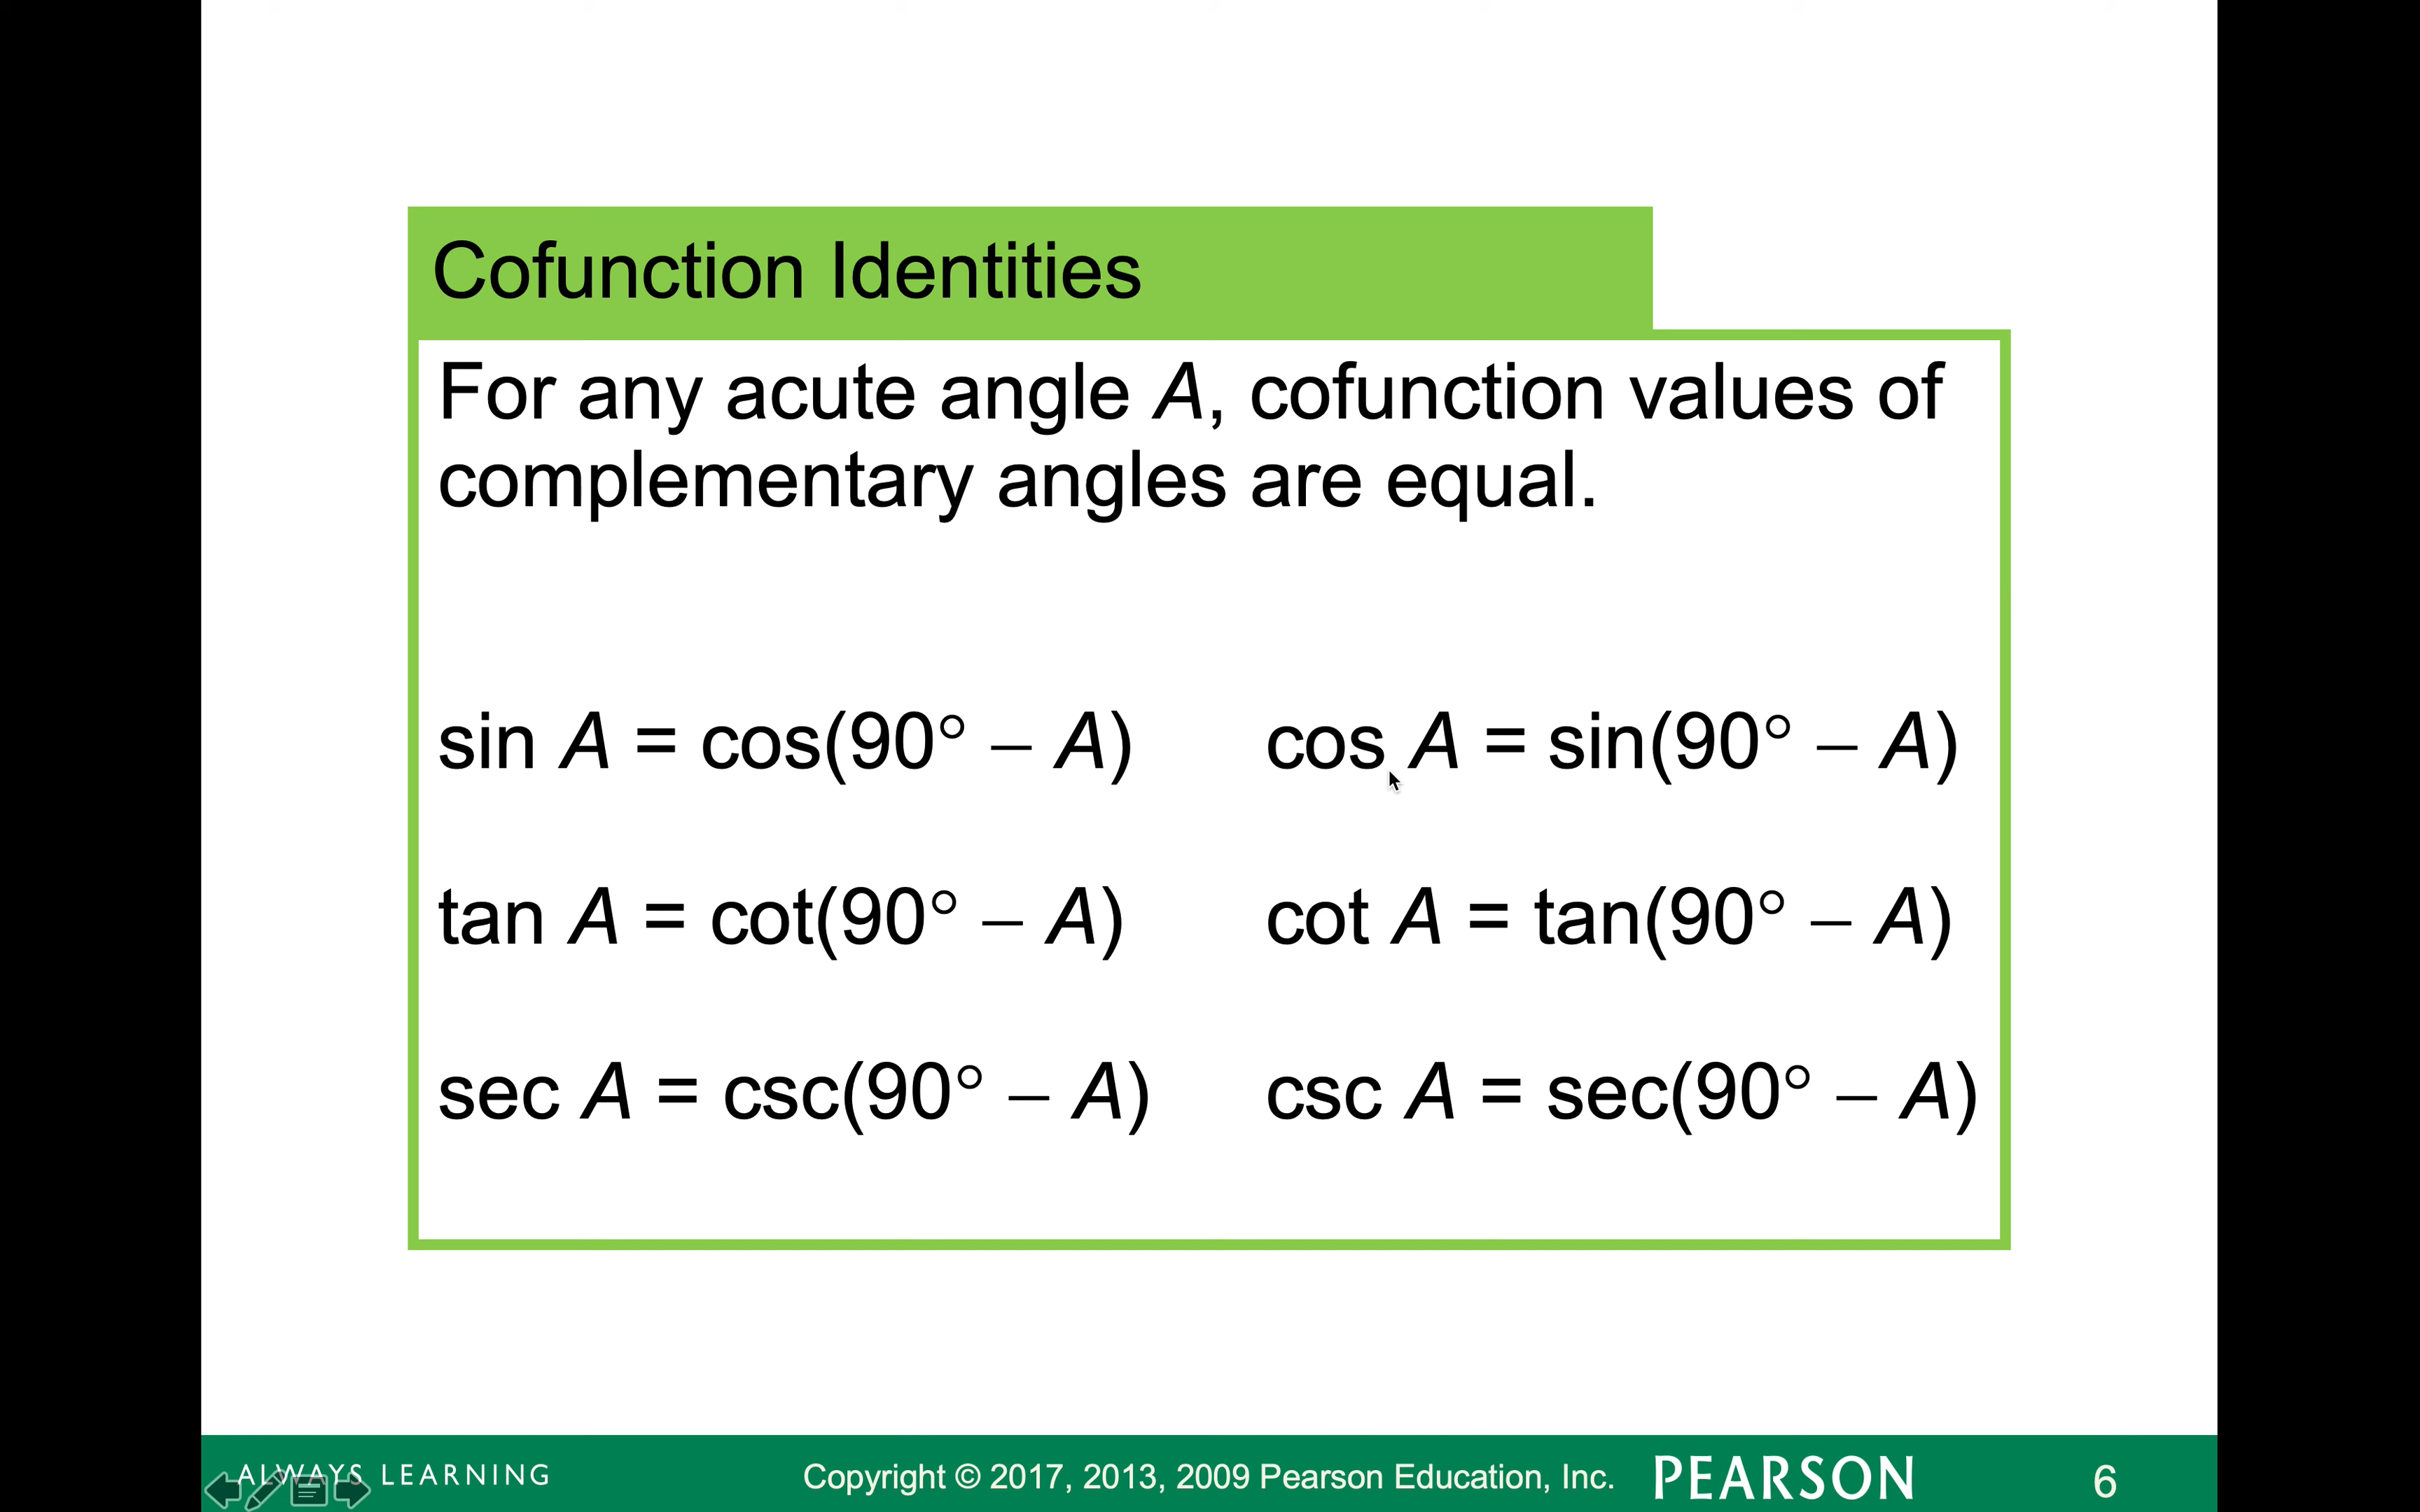 Cofunction Identities
For any acute angle A, cofunction values of
complementary angles are equal.
sin A = cos(90° – A) cos A = sin(90° – A)
tan A = cot(90° – A) cot A = tan(90° – A)
sec A = csc(90° – A) csc A = sec(90° – A)
ALWAYS LEARNING Copyright © 2017, 2013, 2009 Pearson Education, Inc. PEARSON 6